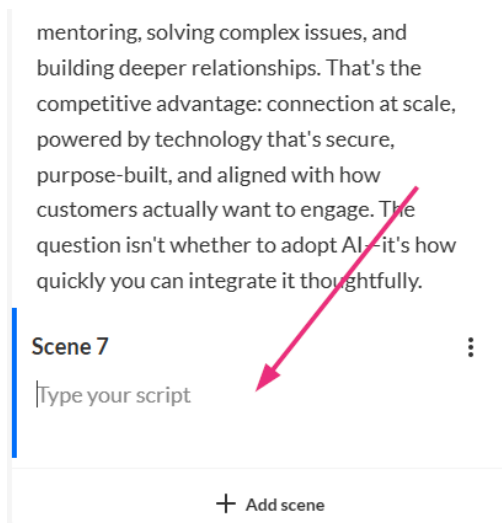 mentoring, solving complex issues, and
building deeper relationships. That's the
competitive advantage: connection at scale,
powered by technology that's secure,
purpose-built, and aligned with how
customers actually want to engage. The
question isn't whether to adopt AI—it's how
quickly you can integrate it thoughtfully.
Scene 7
Type your script
+ Add scene